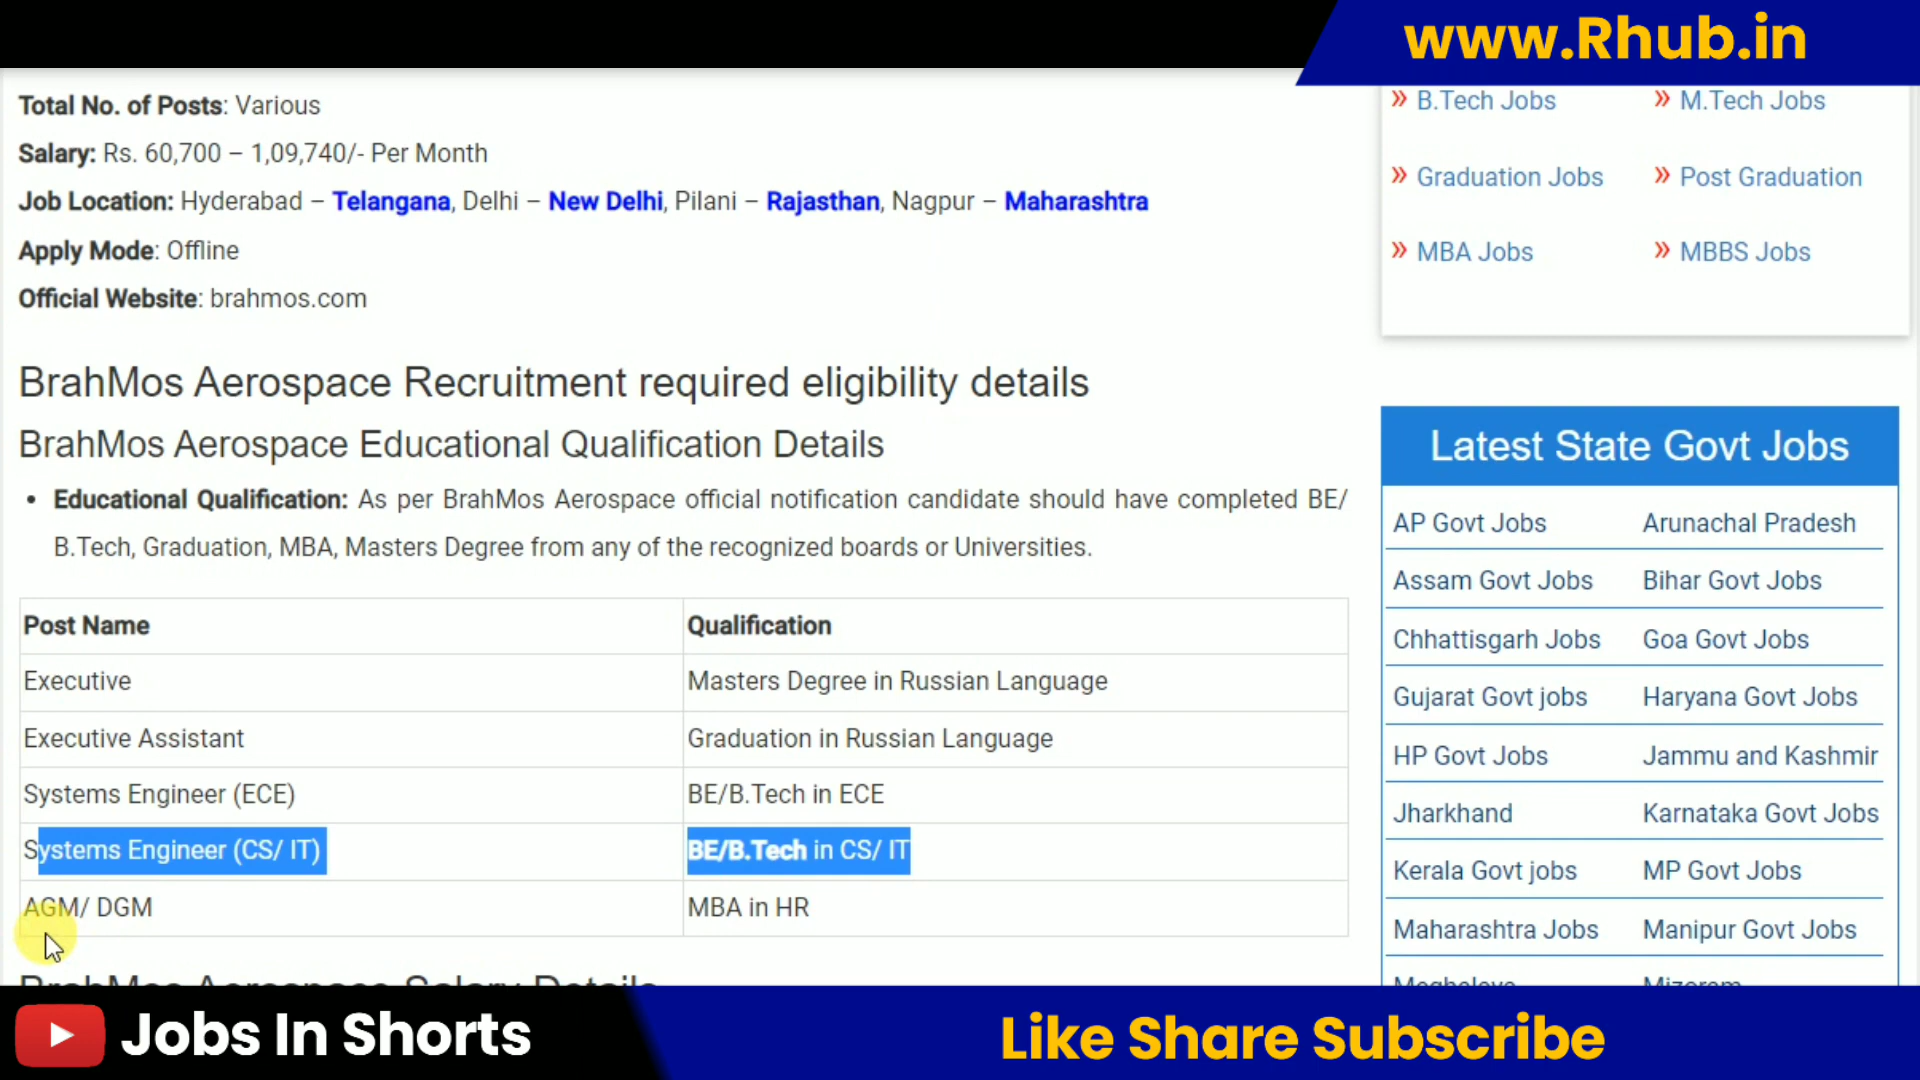 www.Rhub.in
Total No. of Posts: Various
Salary: Rs. 60,700 – 1,09,740/- Per Month
Job Location: Hyderabad – Telangana, Delhi – New Delhi, Pilani – Rajasthan, Nagpur – Maharashtra
Apply Mode: Offline
Official Website: brahmos.com
BrahMos Aerospace Recruitment required eligibility details
BrahMos Aerospace Educational Qualification Details
• Educational Qualification: As per BrahMos Aerospace official notification candidate should have completed BE/
B.Tech, Graduation, MBA, Masters Degree from any of the recognized boards or Universities.
Post Name Qualification
Executive Masters Degree in Russian Language
Executive Assistant Graduation in Russian Language
Systems Engineer (ECE) BE/B.Tech in ECE
Systems Engineer (CS/ IT) BE/B.Tech in CS/ IT
AGM/ DGM MBA in HR
BrahMos Aerospace Salary Details
» B.Tech Jobs » M.Tech Jobs
» Graduation Jobs » Post Graduation
» MBA Jobs » MBBS Jobs
Latest State Govt Jobs
AP Govt Jobs Arunachal Pradesh
Assam Govt Jobs Bihar Govt Jobs
Chhattisgarh Jobs Goa Govt Jobs
Gujarat Govt jobs Haryana Govt Jobs
HP Govt Jobs Jammu and Kashmir
Jharkhand Karnataka Govt Jobs
Kerala Govt jobs MP Govt Jobs
Maharashtra Jobs Manipur Govt Jobs
Meghalaya Mizoram
Jobs In Shorts
Like Share Subscribe